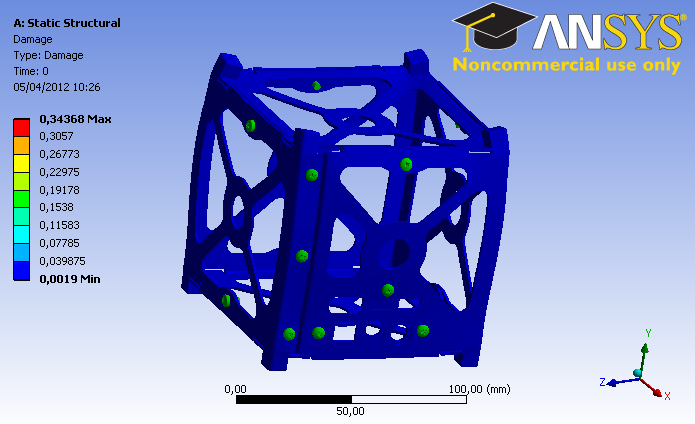 A: Static Structural
Damage
Type: Damage
Time: 0
05/04/2012 10:26
ANSYS®
Noncommercial use only
0,34368 Max
0,3057
0,26773
0,22975
0,19178
0,1538
0,11583
0,07785
0,039875
0,0019 Min
0,00
100,00 (mm)
50,00
Y
Z
X